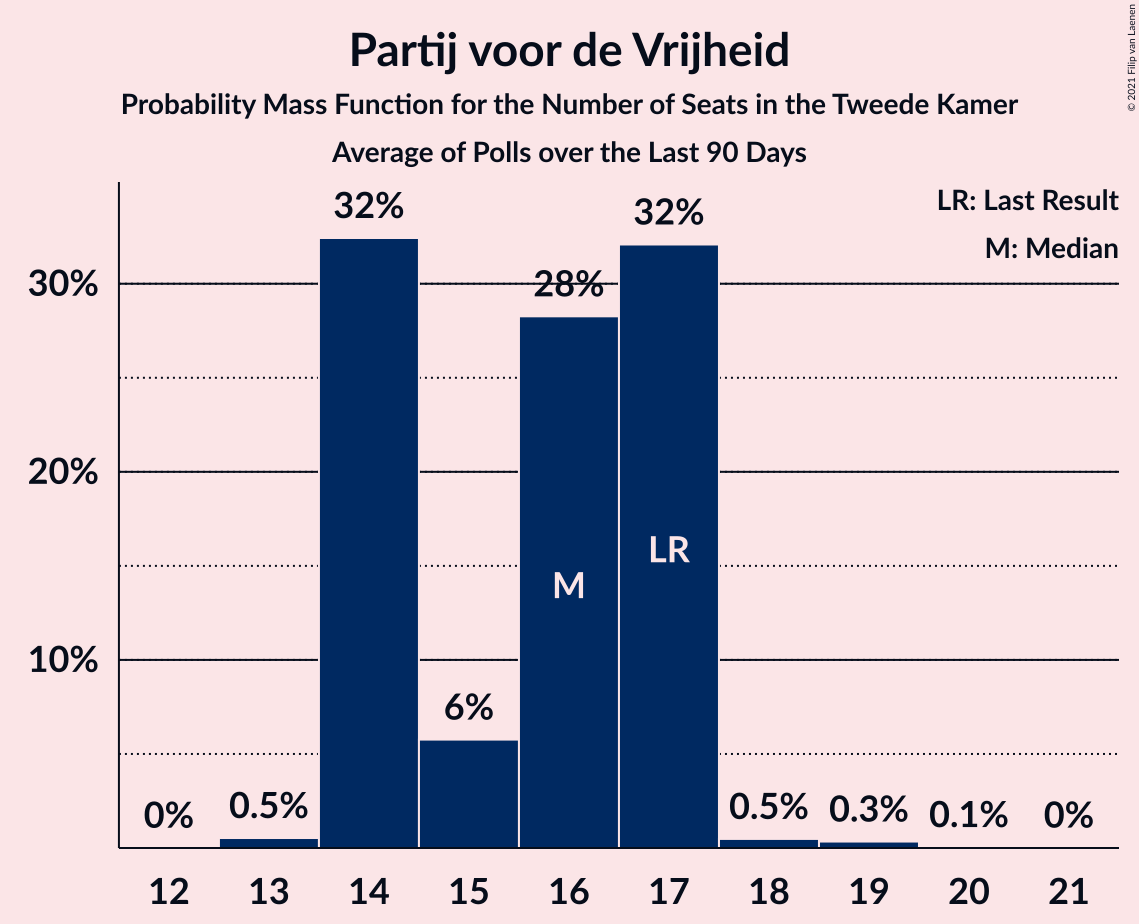 Partij voor de Vrijheid
Probability Mass Function for the Number of Seats in the Tweede Kamer
Average of Polls over the Last 90 Days
© 2021 Filip van Laenen
LR: Last Result
M: Median
30%
20%
10%
0%
0.5%
32%
6%
28%
32%
0.5%
0.3%
0.1%
0%
M
LR
12 13 14 15 16 17 18 19 20 21